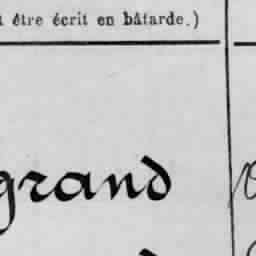 être écrit en bâtarde.)
grand